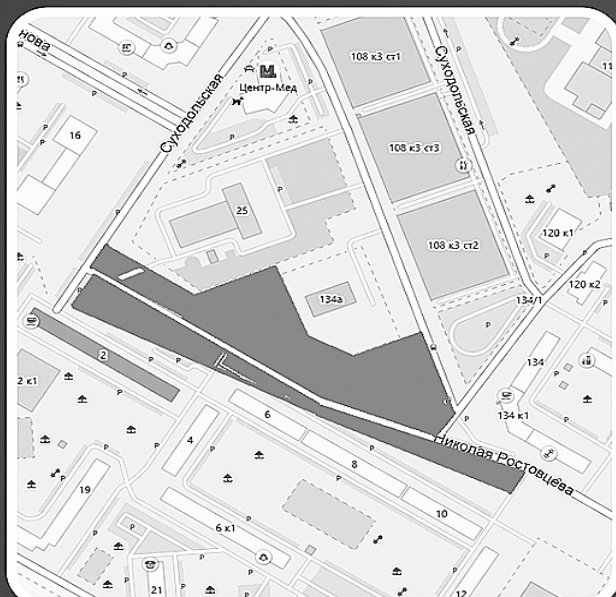 нова
108 к3 ст1
Суходольская
Суходольская
Центр-Мед
11
16
108 к3 ст3
25
120 к1
108 к3 ст2
120 к2
134а
134/1
2
134
2 к1
6
134 к1
4
8
Николая Ростовцева
19
10
6 к1
21
12